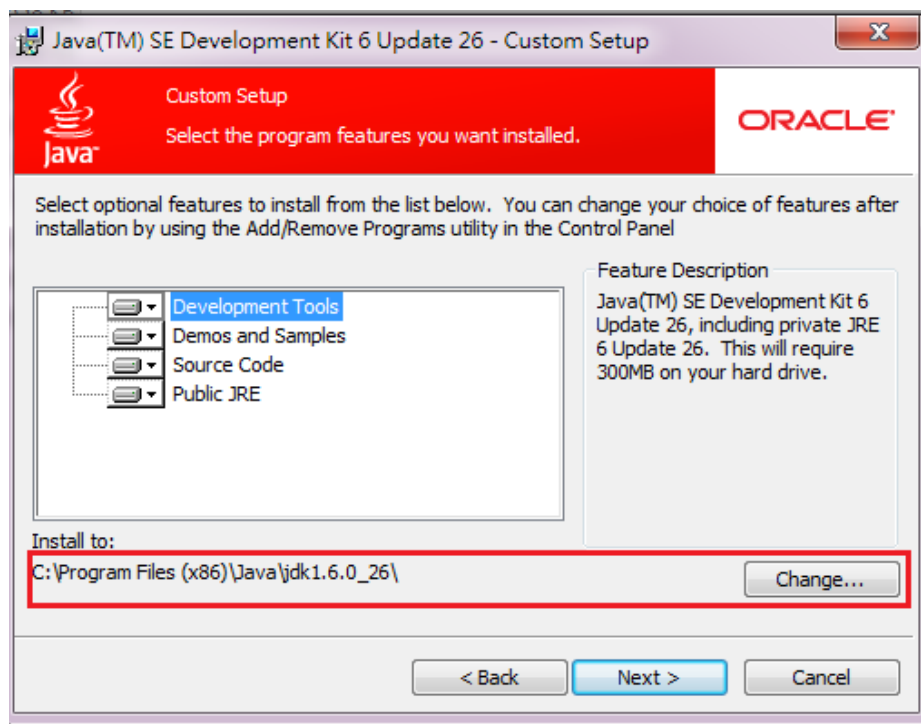 Java(TM) SE Development Kit 6 Update 26 - Custom Setup
Java™
Custom Setup
Select the program features you want installed.
ORACLE®
Select optional features to install from the list below.  You can change your choice of features after
installation by using the Add/Remove Programs utility in the Control Panel
Development Tools
Demos and Samples
Source Code
Public JRE
Feature Description
Java(TM) SE Development Kit 6
Update 26, including private JRE
6 Update 26.  This will require
300MB on your hard drive.
Install to:
C:\Program Files (x86)\Java\jdk1.6.0_26\
Change...
< Back
Next >
Cancel